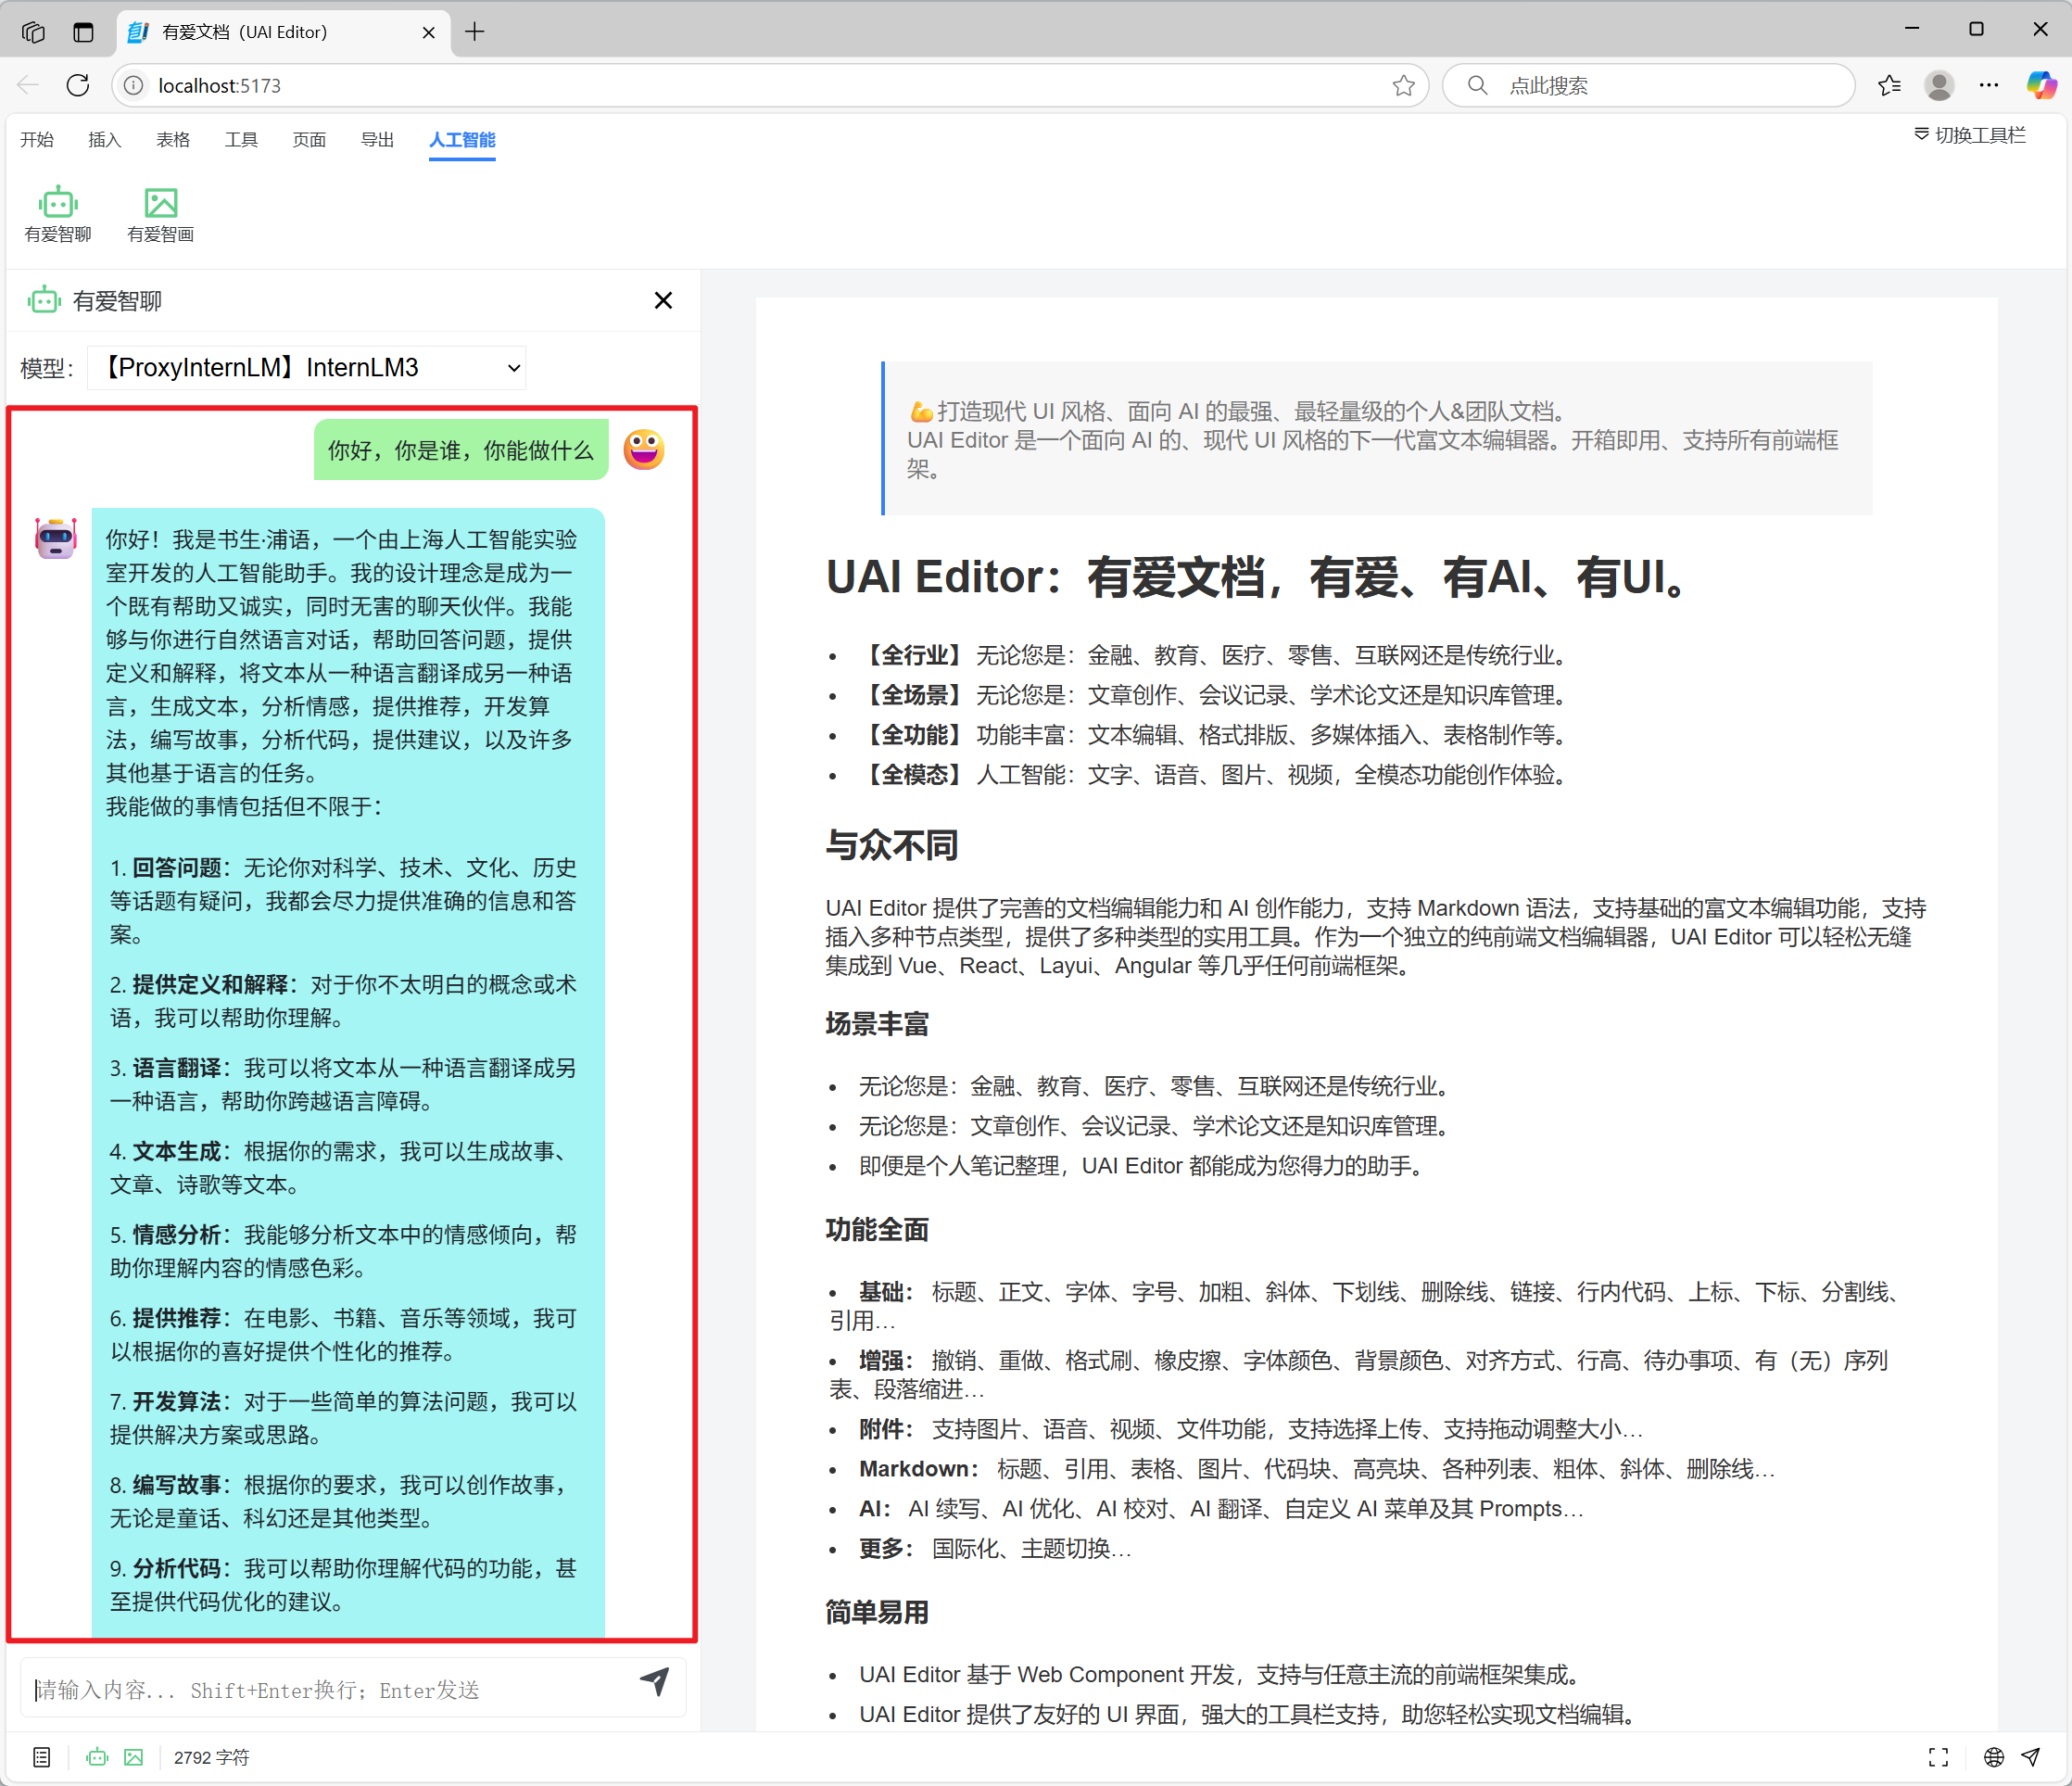 有爱文档（UAI Editor）
localhost:5173
点此搜索
开始 插入 表格 工具 页面 导出 人工智能
切换工具栏
有爱智聊 有爱智画
有爱智聊
模型： 【ProxyInternLM】InternLM3
你好，你是谁，你能做什么
你好！我是书生·浦语，一个由上海人工智能实验
室开发的人工智能助手。我的设计理念是成为一
个既有帮助又诚实，同时无害的聊天伙伴。我能
够与你进行自然语言对话，帮助回答问题，提供
定义和解释，将文本从一种语言翻译成另一种语
言，生成文本，分析情感，提供推荐，开发算
法，编写故事，分析代码，提供建议，以及许多
其他基于语言的任务。
我能做的事情包括但不限于：
1. 回答问题：无论你对科学、技术、文化、历史
等话题有疑问，我都会尽力提供准确的信息和答
案。
2. 提供定义和解释：对于你不太明白的概念或术
语，我可以帮助你理解。
3. 语言翻译：我可以将文本从一种语言翻译成另
一种语言，帮助你跨越语言障碍。
4. 文本生成：根据你的需求，我可以生成故事、
文章、诗歌等文本。
5. 情感分析：我能够分析文本中的情感倾向，帮
助你理解内容的情感色彩。
6. 提供推荐：在电影、书籍、音乐等领域，我可
以根据你的喜好提供个性化的推荐。
7. 开发算法：对于一些简单的算法问题，我可以
提供解决方案或思路。
8. 编写故事：根据你的要求，我可以创作故事，
无论是童话、科幻还是其他类型。
9. 分析代码：我可以帮助你理解代码的功能，甚
至提供代码优化的建议。
请输入内容... Shift+Enter换行；Enter发送
💪打造现代 UI 风格、面向 AI 的最强、最轻量级的个人&团队文档。
UAI Editor 是一个面向 AI 的、现代 UI 风格的下一代富文本编辑器。开箱即用、支持所有前端框
架。
UAI Editor：有爱文档，有爱、有AI、有UI。
• 【全行业】 无论您是：金融、教育、医疗、零售、互联网还是传统行业。
• 【全场景】 无论您是：文章创作、会议记录、学术论文还是知识库管理。
• 【全功能】 功能丰富：文本编辑、格式排版、多媒体插入、表格制作等。
• 【全模态】 人工智能：文字、语音、图片、视频，全模态功能创作体验。
与众不同
UAI Editor 提供了完善的文档编辑能力和 AI 创作能力，支持 Markdown 语法，支持基础的富文本编辑功能，支持
插入多种节点类型，提供了多种类型的实用工具。作为一个独立的纯前端文档编辑器，UAI Editor 可以轻松无缝
集成到 Vue、React、Layui、Angular 等几乎任何前端框架。
场景丰富
• 无论您是：金融、教育、医疗、零售、互联网还是传统行业。
• 无论您是：文章创作、会议记录、学术论文还是知识库管理。
• 即便是个人笔记整理，UAI Editor 都能成为您得力的助手。
功能全面
• 基础： 标题、正文、字体、字号、加粗、斜体、下划线、删除线、链接、行内代码、上标、下标、分割线、
引用…
• 增强： 撤销、重做、格式刷、橡皮擦、字体颜色、背景颜色、对齐方式、行高、待办事项、有（无）序列
表、段落缩进…
• 附件： 支持图片、语音、视频、文件功能，支持选择上传、支持拖动调整大小…
• Markdown： 标题、引用、表格、图片、代码块、高亮块、各种列表、粗体、斜体、删除线…
• AI： AI 续写、AI 优化、AI 校对、AI 翻译、自定义 AI 菜单及其 Prompts…
• 更多： 国际化、主题切换…
简单易用
• UAI Editor 基于 Web Component 开发，支持与任意主流的前端框架集成。
• UAI Editor 提供了友好的 UI 界面，强大的工具栏支持，助您轻松实现文档编辑。
2792 字符